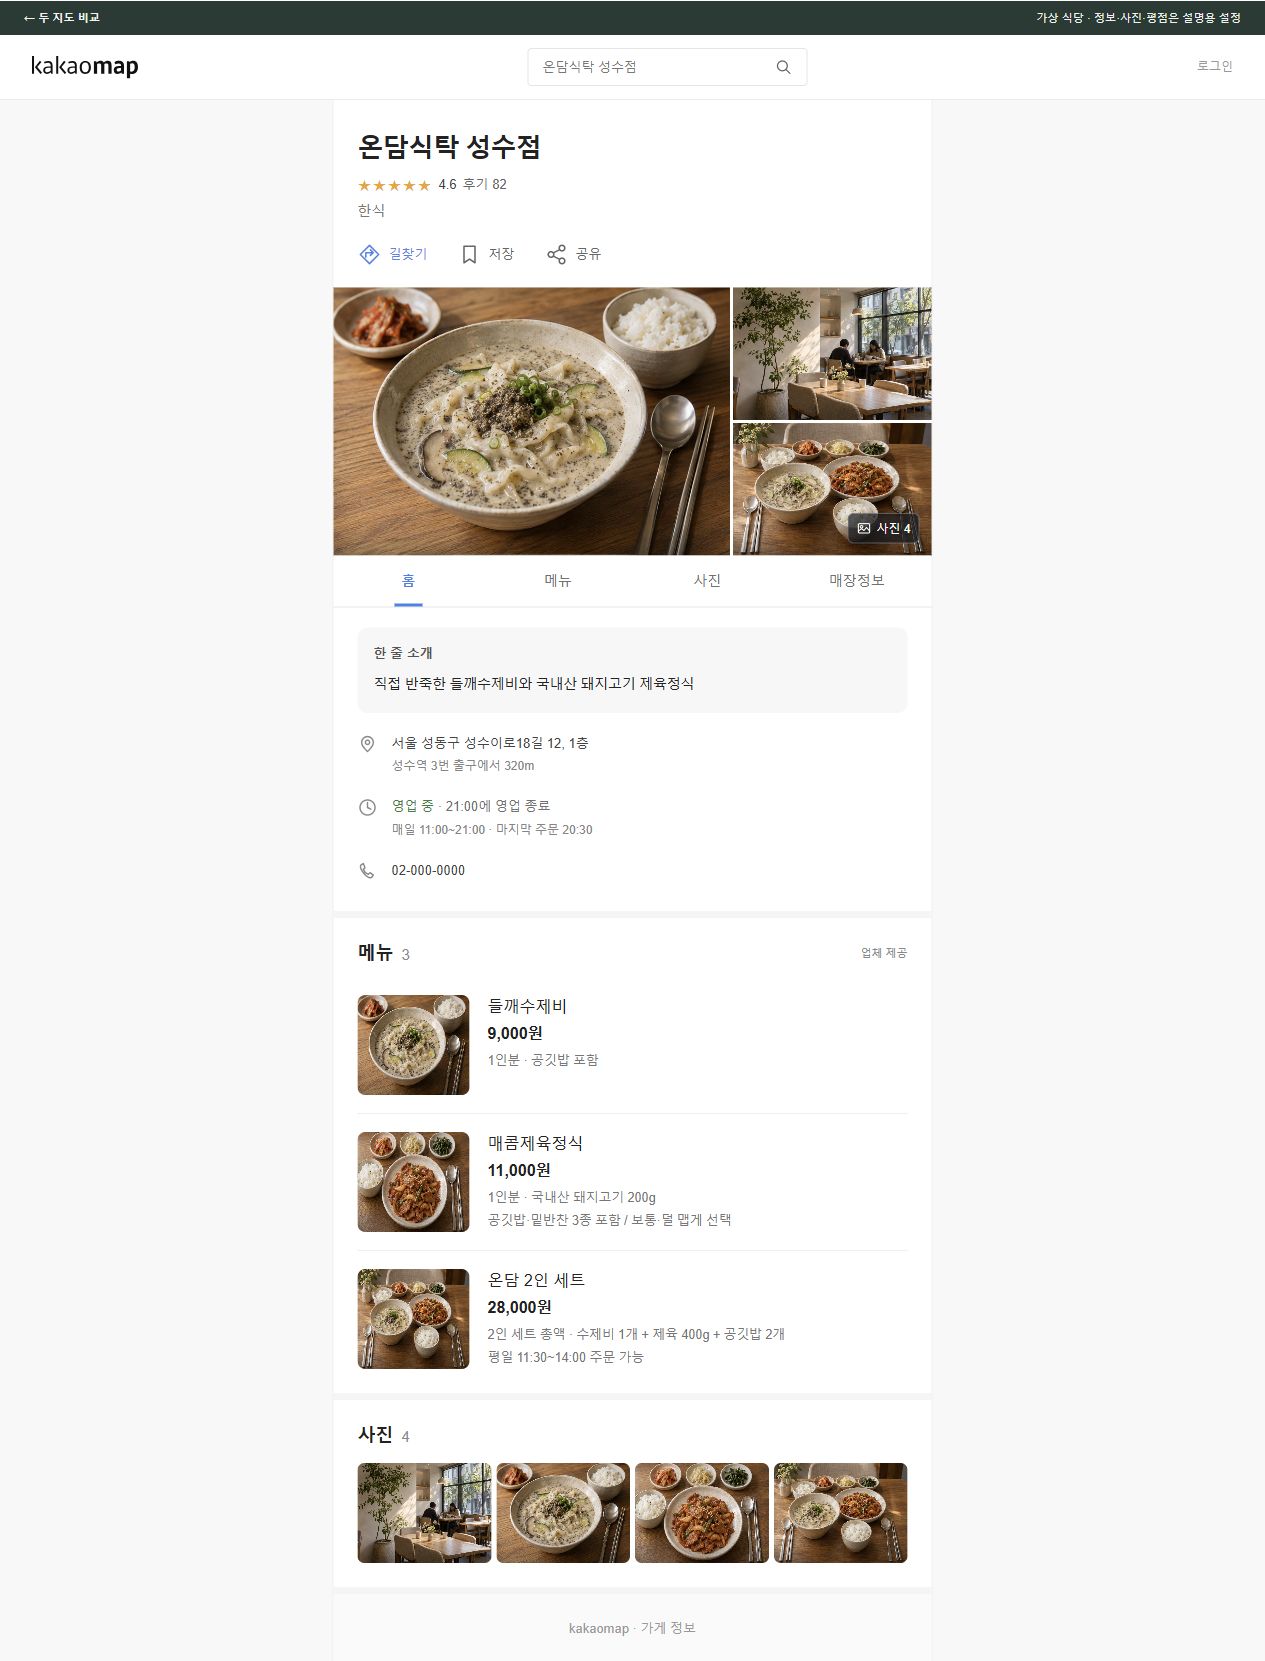 ← 두 지도 비교
가상 식당 · 정보·사진·평점은 설명용 설정
kakaomap
온담식탁 성수점
로그인
온담식탁 성수점
★★★★★ 4.6 후기 82
한식
길찾기
저장
공유
사진 4
홈
메뉴
사진
매장정보
한 줄 소개
직접 반죽한 들깨수제비와 국내산 돼지고기 제육정식
서울 성동구 성수이로18길 12, 1층
성수역 3번 출구에서 320m
영업 중 · 21:00에 영업 종료
매일 11:00~21:00 · 마지막 주문 20:30
02-000-0000
메뉴 3
업체 제공
들깨수제비
9,000원
1인분 · 공깃밥 포함
매콤제육정식
11,000원
1인분 · 국내산 돼지고기 200g
공깃밥·밑반찬 3종 포함 / 보통·덜 맵게 선택
온담 2인 세트
28,000원
2인 세트 총액 · 수제비 1개 + 제육 400g + 공깃밥 2개
평일 11:30~14:00 주문 가능
사진 4
kakaomap · 가게 정보